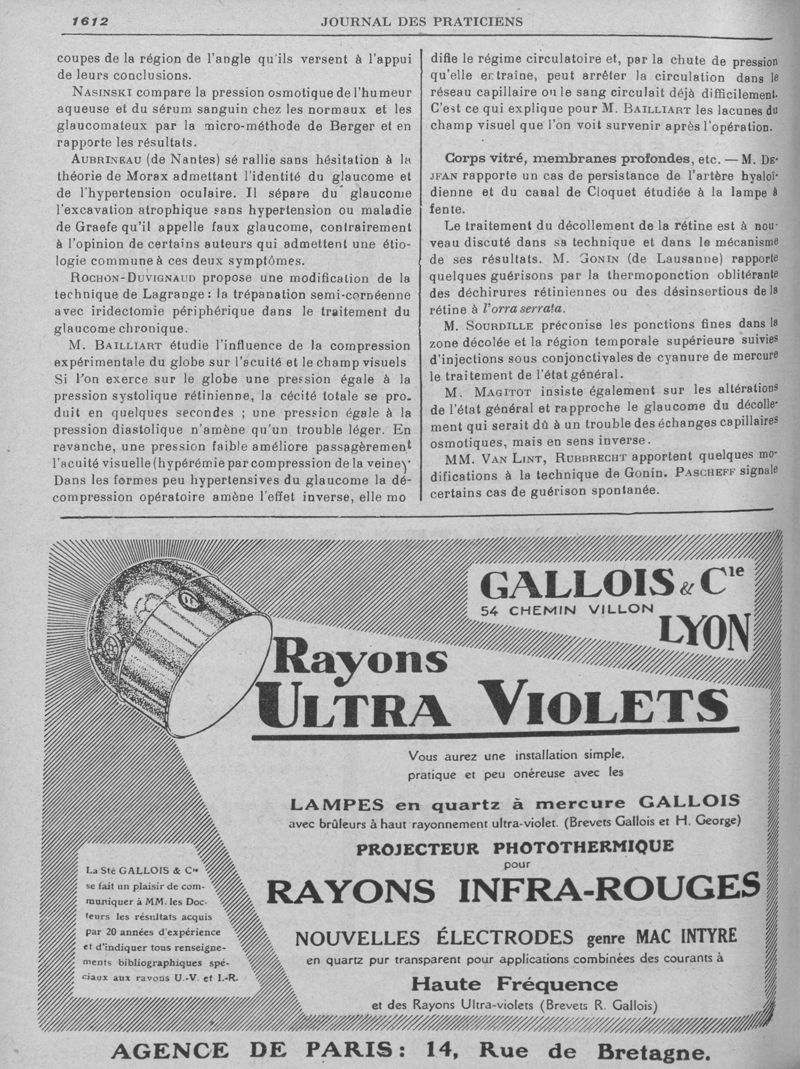 1612
JOURNAL DES PRATICIENS
coupes de la région de l'angle qu'ils versent à l'appui
de leurs conclusions.
NASINSKI compare la pression osmotique de l'humeur
aqueuse et du sérum sanguin chez les normaux et les
glaucomateux par la micro-méthode de Berger et en
rapporte les résultats.
AUBRINEAU (de Nantes) sé rallie sans hésitation à la
théorie de Morax admettant l'identité du glaucome et
de l'hypertension oculaire. Il sépare du glaucome
l'excavation atrophique sans hypertension ou maladie
de Graefe qu'il appelle faux glaucome, contrairement
à l'opinion de certains auteurs qui admettent une étio-
logie commune à ces deux symptômes.
ROCHON-DUVIGNAUD propose une modification de la
technique de Lagrange : la trépanation semi-cornéenne
avec iridectomie périphérique dans le traitement du
glaucome chronique.
M. BAILLIART étudie l'influence de la compression
expérimentale du globe sur l'acuité et le champ visuels
Si l'on exerce sur le globe une pression égale à la
pression systolique rétinienne, la cécité totale se pro-
duit en quelques secondes ; une pression égale à la
pression diastolique n'amène qu'un trouble léger. En
revanche, une pression faible améliore passagèrement
l'acuité visuelle (hypérémie par compression de la veine)·
Dans les formes peu hypertensives du glaucome la dé-
compression opératoire amène l'effet inverse, elle mo
difie le régime circulatoire et, par la chute de pression
qu'elle entraîne, peut arrêter la circulation dans le
réseau capillaire ou le sang circulait déjà difficilement.
C'est ce qui explique pour M. BAILLIART les lacunes du
champ visuel que l'on voit survenir après l'opération.
Corps vitré, membranes profondes, etc. — M. DE-
JEAN rapporte un cas de persistance de l'artère hyaloï-
dienne et du canal de Cloquet étudiée à la lampe à
fente.
Le traitement du décollement de la rétine est à nou-
veau discuté dans sa technique et dans le mécanisme
de ses résultats. M. GONIN (de Lausanne) rapporte
quelques guérisons par la thermoponction oblitérante
des déchirures rétiniennes ou des désinsertious de la
rétine à l'orra serrata.
M. SOURDILLE préconise les ponctions fines dans la
zone décolée et la région temporale supérieure suivies
d'injections sous conjonctivales de cyanure de mercure
le traitement de l'état général.
M. MAGITOT insiste également sur les altérations
de l'état général et rapproche le glaucome du décolle-
ment qui serait dû à un trouble des échanges capillaires
osmotiques, mais en sens inverse.
MM. VAN LINT, RUBBRECHT apportent quelques mo-
difications à la technique de Gonin. PASCHEFF signale
certains cas de guérison spontanée.
GALLOIS & Cie
54 CHEMIN VILLON
LYON
Rayons
ULTRA VIOLETS
Vous aurez une installation simple,
pratique et peu onéreuse avec les
LAMPES en quartz à mercure GALLOIS
avec brûleurs à haut rayonnement ultra-violet. (Brevets Gallois et H. George)
PROJECTEUR PHOTOTHERMIQUE
pour
RAYONS INFRA-ROUGES
La Sté GALLOIS & Cie
se fait un plaisir de com-
muniquer à MM. les Doc-
teurs les résultats acquis
par 20 années d'expérience
et d'indiquer tous renseigne-
ments bibliographiques spé-
ciaux aux rayons U.-V. et I.-R.
NOUVELLES ÉLECTRODES genre MAC INTYRE
en quartz pur transparent pour applications combinées des courants à
Haute Fréquence
et des Rayons Ultra-violets (Brevets R. Gallois)
AGENCE DE PARIS : 14, Rue de Bretagne.